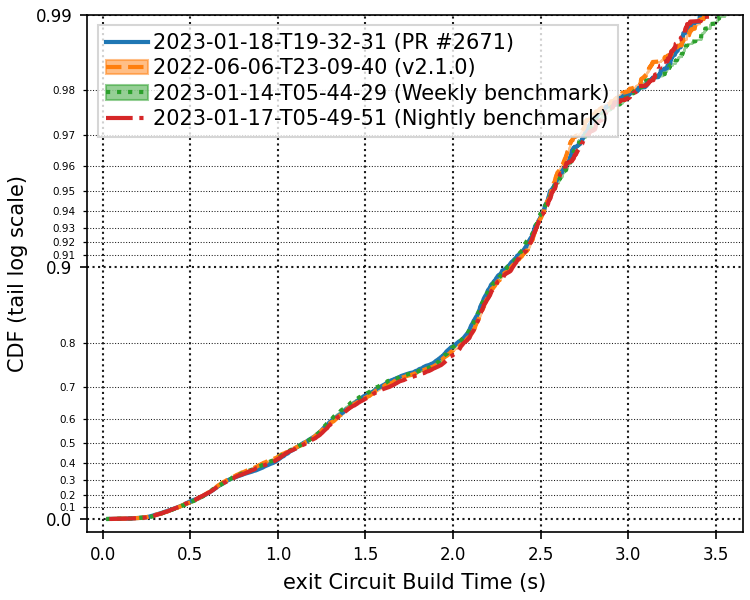 0.99
2023-01-18-T19-32-31 (PR #2671)
2022-06-06-T23-09-40 (v2.1.0)
2023-01-14-T05-44-29 (Weekly benchmark)
2023-01-17-T05-49-51 (Nightly benchmark)
0.98
0.97
0.96
0.95
0.94
0.93
0.92
0.91
0.9
0.8
0.7
0.6
0.5
0.4
0.3
0.2
0.1
0.0
CDF (tail log scale)
0.0 0.5 1.0 1.5 2.0 2.5 3.0 3.5
exit Circuit Build Time (s)